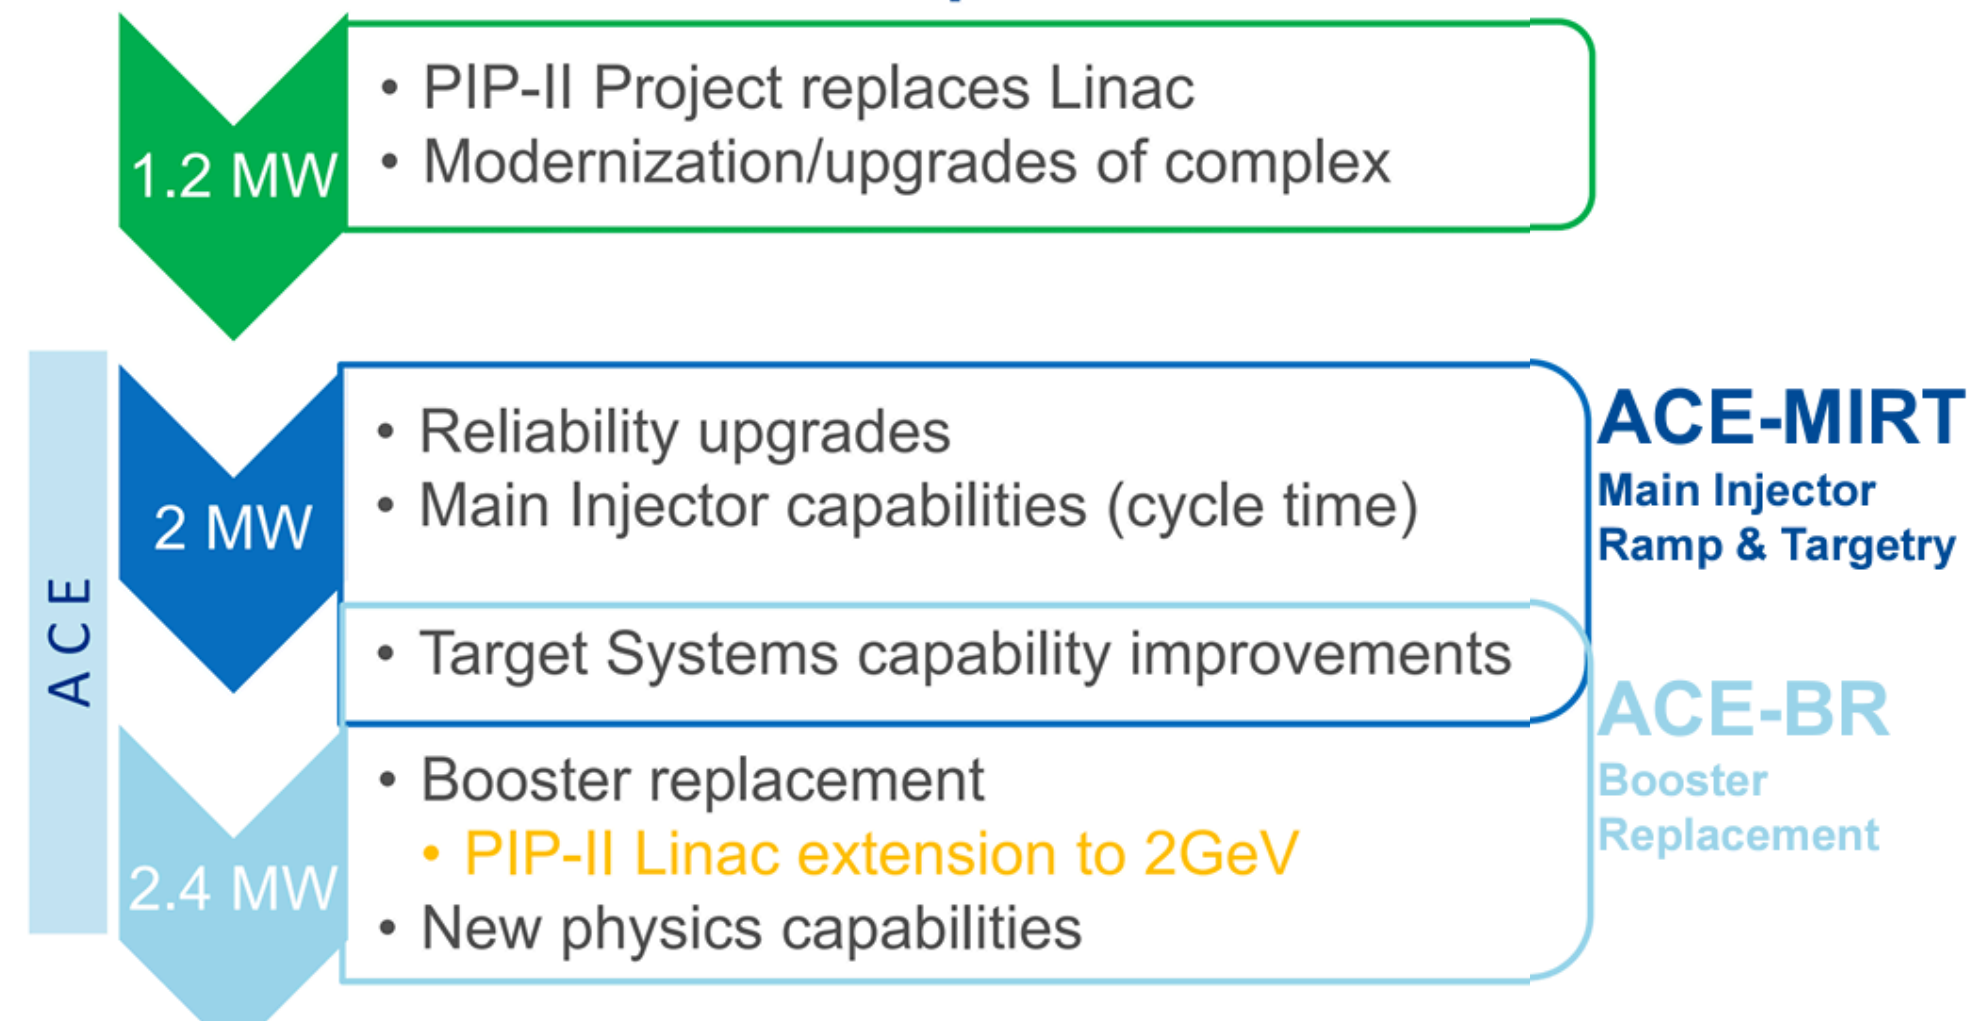 1.2 MW
• PIP-II Project replaces Linac
• Modernization/upgrades of complex
ACE
2 MW
• Reliability upgrades
• Main Injector capabilities (cycle time)
• Target Systems capability improvements
ACE-MIRT
Main Injector
Ramp & Targetry
2.4 MW
• Booster replacement
• PIP-II Linac extension to 2GeV
• New physics capabilities
ACE-BR
Booster
Replacement